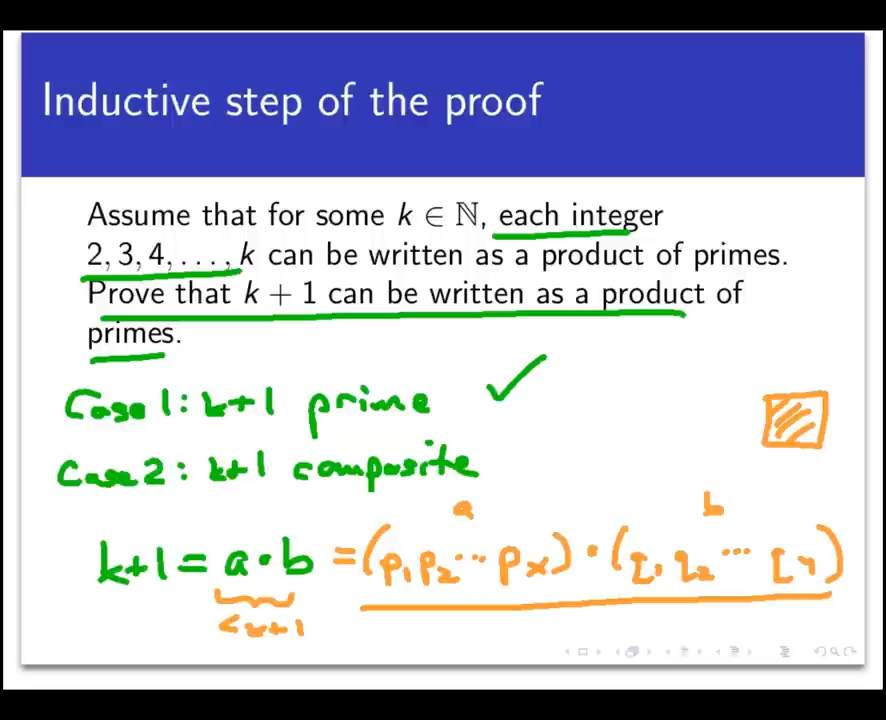 Inductive step of the proof
Assume that for some k ∈ ℕ, each integer
2, 3, 4, . . . , k can be written as a product of primes.
Prove that k + 1 can be written as a product of
primes.
Case 1: k+1 prime ✓
Case 2: k+1 composite
a b
k+1 = a · b = (p₁p₂ ··· pₓ) · (q₁ q₂ ··· qᵧ)
< k+1